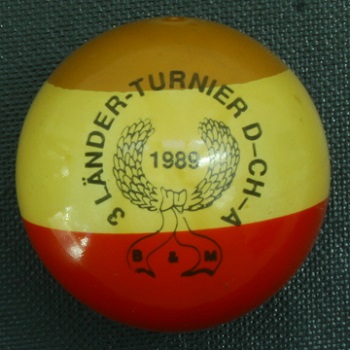 3 LÄNDER-TURNIER D-CH-A
1989
B & M